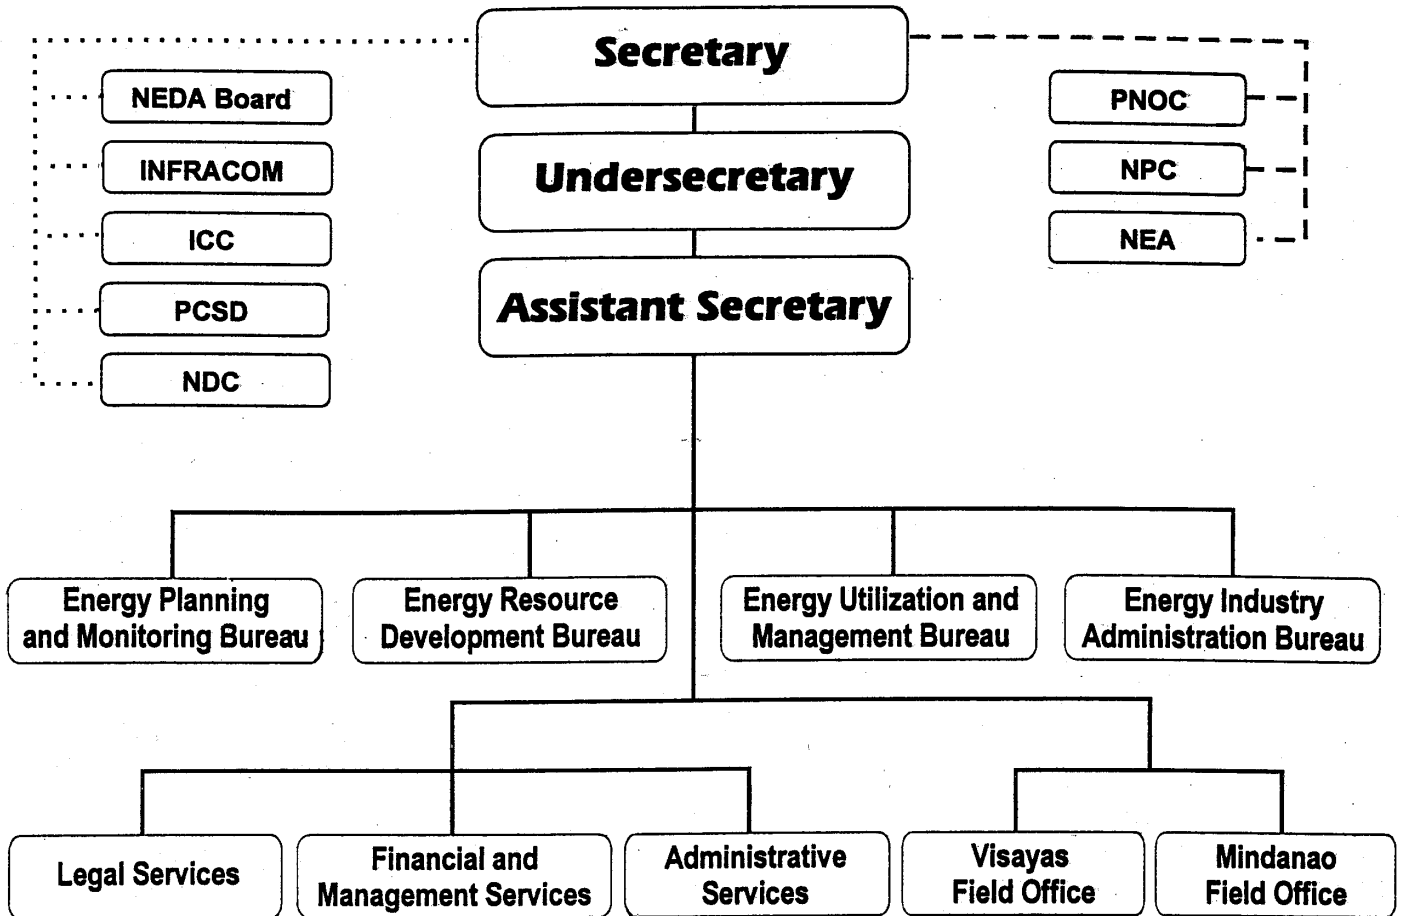 Secretary
NEDA Board
INFRACOM
ICC
PCSD
NDC
PNOC
NPC
NEA
Undersecretary
Assistant Secretary
Energy Planning
and Monitoring Bureau
Energy Resource
Development Bureau
Energy Utilization and
Management Bureau
Energy Industry
Administration Bureau
Legal Services
Financial and
Management Services
Administrative
Services
Visayas
Field Office
Mindanao
Field Office